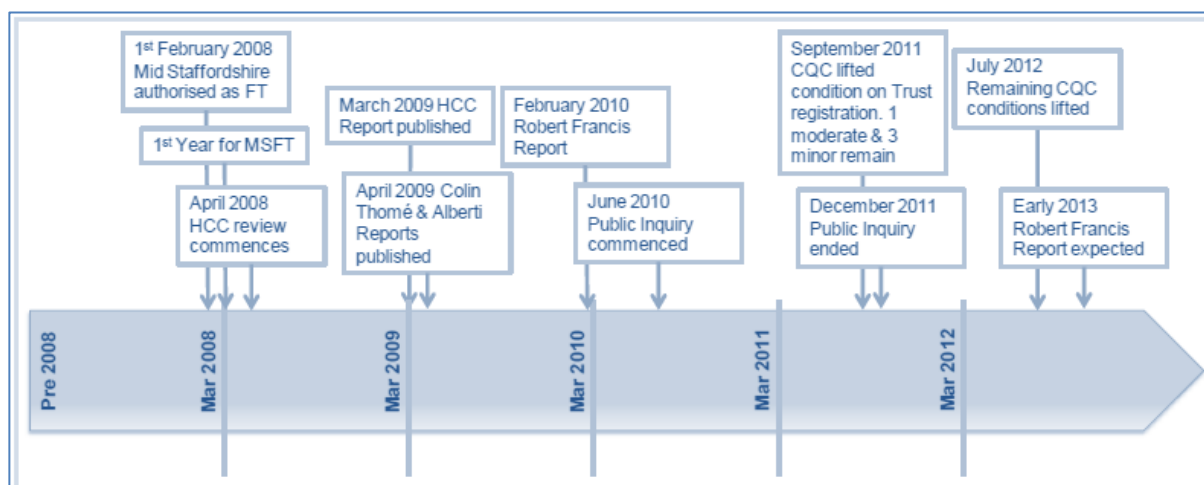 1st February 2008
Mid Staffordshire
authorised as FT
1st Year for MSFT
April 2008
HCC review
commences
March 2009 HCC
Report published
April 2009 Colin
Thomé & Alberti
Reports
published
February 2010
Robert Francis
Report
June 2010
Public Inquiry
commenced
September 2011
CQC lifted
condition on Trust
registration. 1
moderate & 3
minor remain
December 2011
Public Inquiry
ended
July 2012
Remaining CQC
conditions lifted
Early 2013
Robert Francis
Report expected
Pre 2008
Mar 2008
Mar 2009
Mar 2010
Mar 2011
Mar 2012